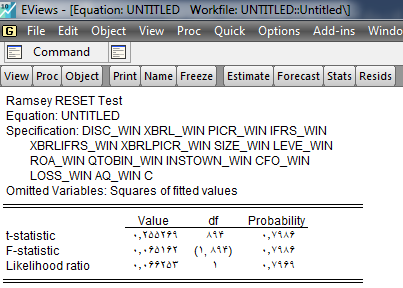 EViews - [Equation: UNTITLED Workfile: UNTITLED::Untitled\]
File Edit Object View Proc Quick Options Add-ins Windo
Command
View Proc Object Print Name Freeze Estimate Forecast Stats Resids
Ramsey RESET Test
Equation: UNTITLED
Specification: DISC_WIN XBRL_WIN PICR_WIN IFRS_WIN
XBRLIFRS_WIN XBRLPICR_WIN SIZE_WIN LEVE_WIN
ROA_WIN QTOBIN_WIN INSTOWN_WIN CFO_WIN
LOSS_WIN AQ_WIN C
Omitted Variables: Squares of fitted values
Value df Probability
t-statistic ۰,۲۵۵۲۶۹ ۸۹۴ ۰,۷۹۸۶
F-statistic ۰,۰۶۵۱۶۲ (۱, ۸۹۴) ۰,۷۹۸۶
Likelihood ratio ۰,۰۶۶۲۵۳ ۱ ۰,۷۹۶۹